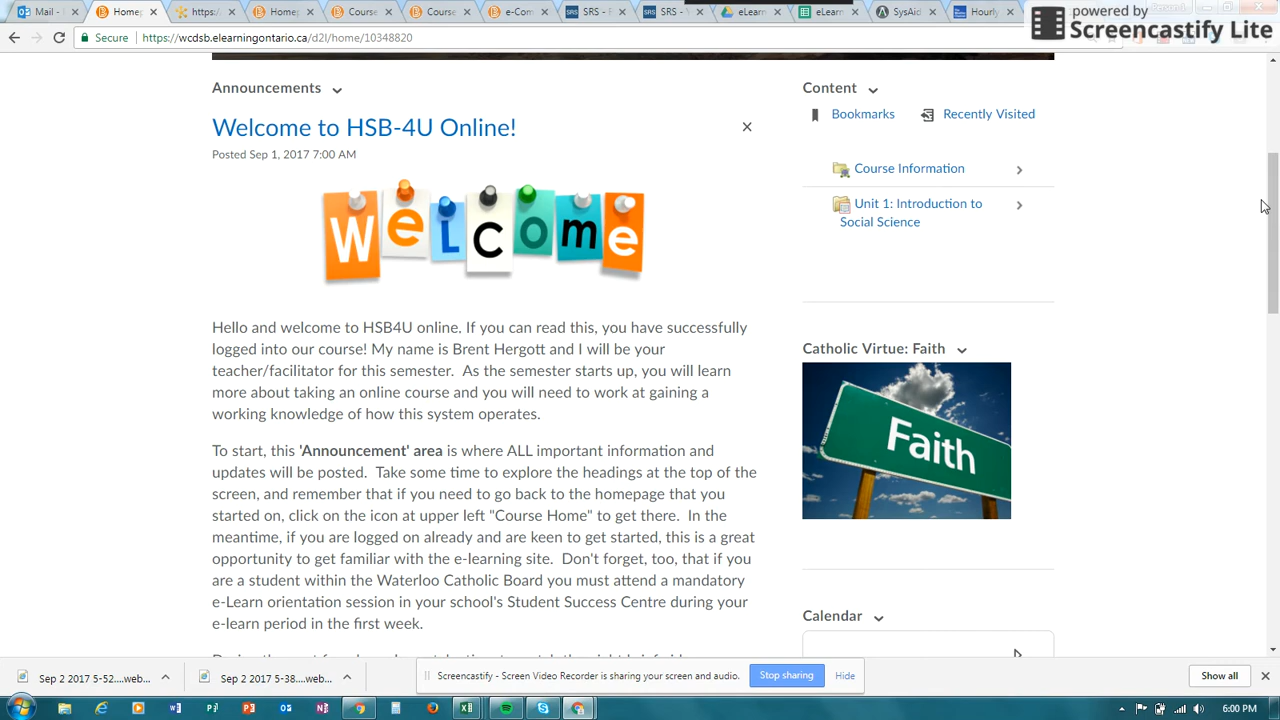 Mail -
Home
https:/
Home
Course
Course
e-Com
SRS - F
SRS -
eLearn
eLearn
SysAid
Hourly
powered by
Screencastify Lite
Secure https://wcdsb.elearningontario.ca/d2l/home/10348820
Announcements
Welcome to HSB-4U Online!
Posted Sep 1, 2017 7:00 AM
WeLcome
Hello and welcome to HSB4U online. If you can read this, you have successfully
logged into our course! My name is Brent Hergott and I will be your
teacher/facilitator for this semester. As the semester starts up, you will learn
more about taking an online course and you will need to work at gaining a
working knowledge of how this system operates.
To start, this 'Announcement' area is where ALL important information and
updates will be posted. Take some time to explore the headings at the top of the
screen, and remember that if you need to go back to the homepage that you
started on, click on the icon at upper left "Course Home" to get there. In the
meantime, if you are logged on already and are keen to get started, this is a great
opportunity to get familiar with the e-learning site. Don't forget, too, that if you
are a student within the Waterloo Catholic Board you must attend a mandatory
e-Learn orientation session in your school's Student Success Centre during your
e-learn period in the first week.
Content
Bookmarks Recently Visited
Course Information
Unit 1: Introduction to
Social Science
Catholic Virtue: Faith
Faith
Calendar
Sep 2 2017 5-12....web...
Sep 2 2017 5-38....web...
Screencastify - Screen Video Recorder is sharing your screen and audio.
Stop sharing
Hide
Show all
6:00 PM